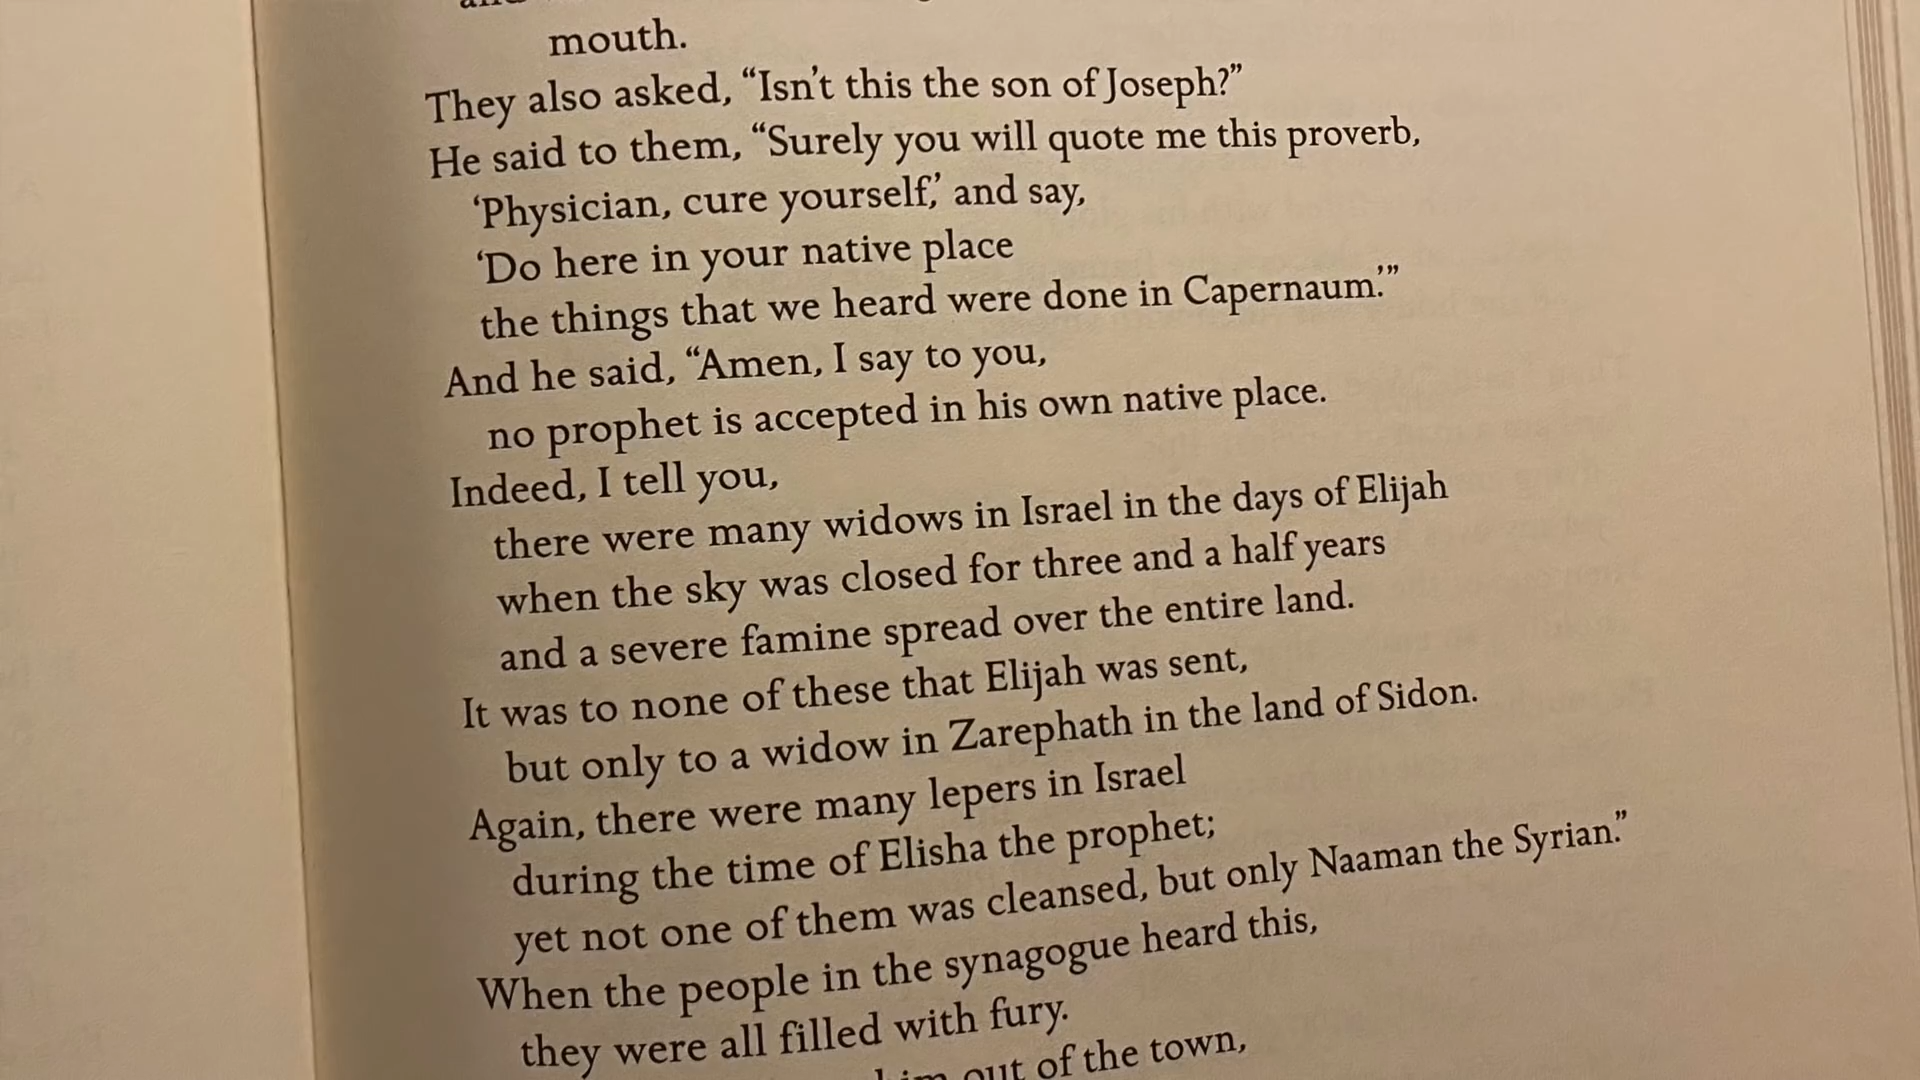 mouth.
They also asked, “Isn’t this the son of Joseph?”
He said to them, “Surely you will quote me this proverb,
‘Physician, cure yourself,’ and say,
‘Do here in your native place
the things that we heard were done in Capernaum.’”
And he said, “Amen, I say to you,
no prophet is accepted in his own native place.
Indeed, I tell you,
there were many widows in Israel in the days of Elijah
when the sky was closed for three and a half years
and a severe famine spread over the entire land.
It was to none of these that Elijah was sent,
but only to a widow in Zarephath in the land of Sidon.
Again, there were many lepers in Israel
during the time of Elisha the prophet;
yet not one of them was cleansed, but only Naaman the Syrian.”
When the people in the synagogue heard this,
they were all filled with fury.
him out of the town,